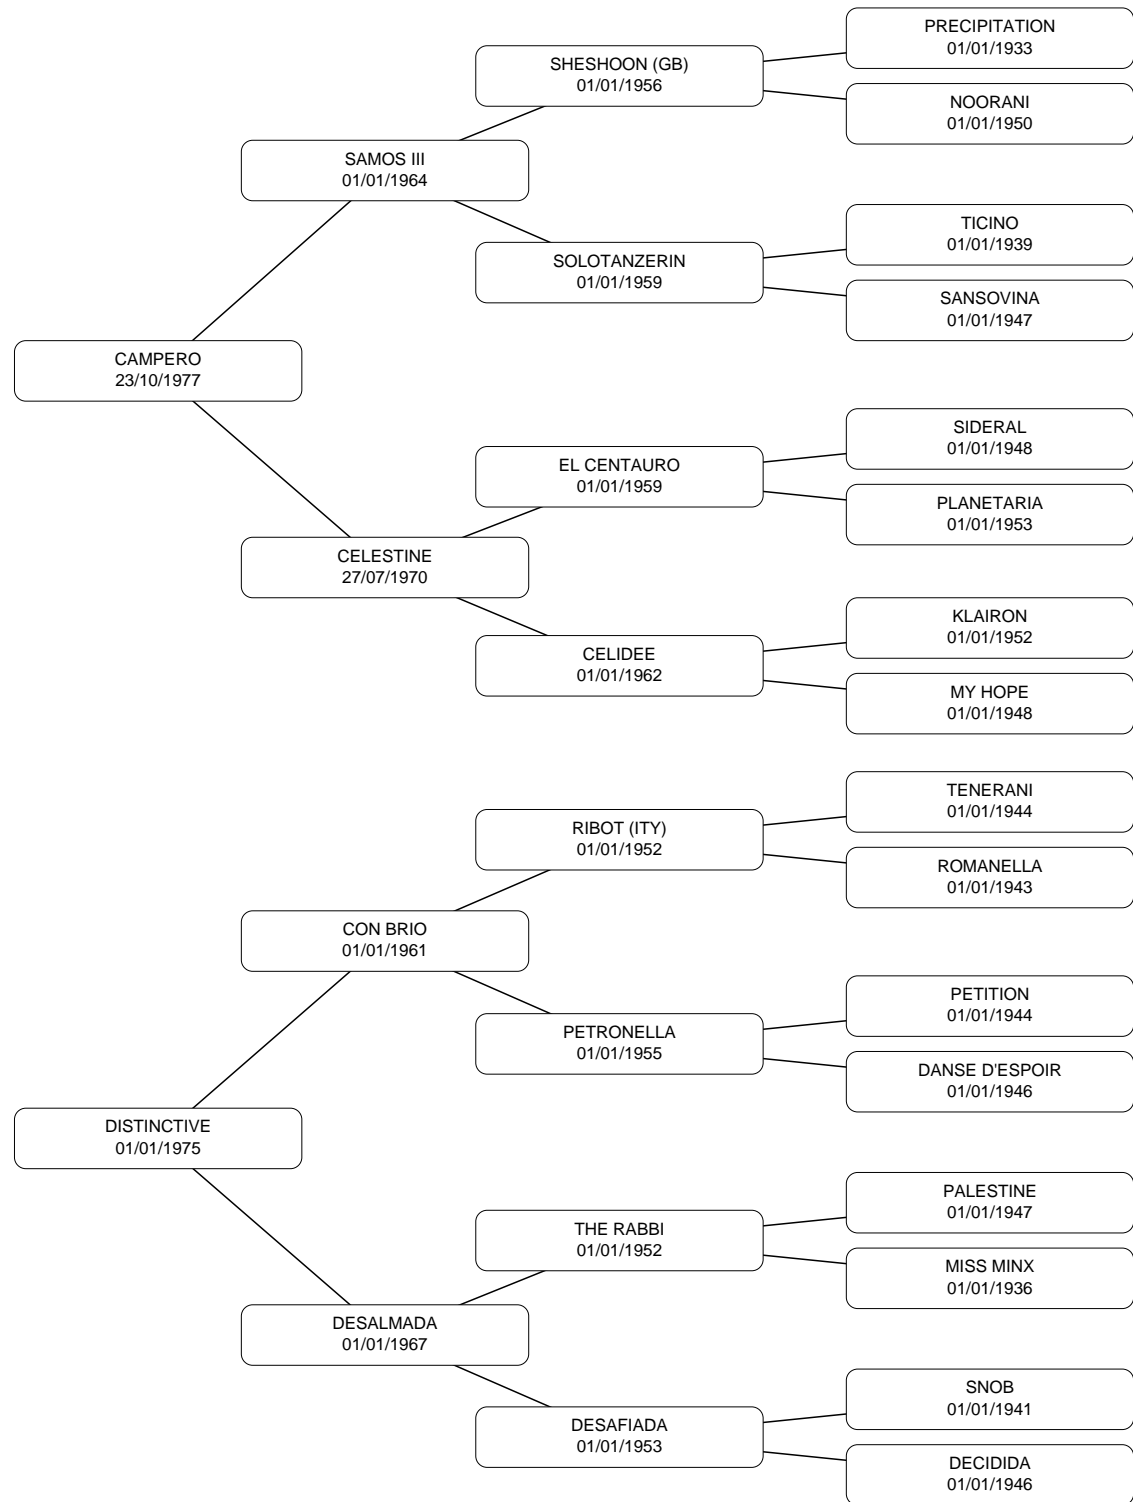 PRECIPITATION
01/01/1933
SHESHOON (GB)
01/01/1956
NOORANI
01/01/1950
SAMOS III
01/01/1964
TICINO
01/01/1939
SOLOTANZERIN
01/01/1959
SANSOVINA
01/01/1947
CAMPERO
23/10/1977
SIDERAL
01/01/1948
EL CENTAURO
01/01/1959
PLANETARIA
01/01/1953
CELESTINE
27/07/1970
KLAIRON
01/01/1952
CELIDEE
01/01/1962
MY HOPE
01/01/1948
TENERANI
01/01/1944
RIBOT (ITY)
01/01/1952
ROMANELLA
01/01/1943
CON BRIO
01/01/1961
PETITION
01/01/1944
PETRONELLA
01/01/1955
DANSE D'ESPOIR
01/01/1946
DISTINCTIVE
01/01/1975
PALESTINE
01/01/1947
THE RABBI
01/01/1952
MISS MINX
01/01/1936
DESALMADA
01/01/1967
SNOB
01/01/1941
DESAFIADA
01/01/1953
DECIDIDA
01/01/1946